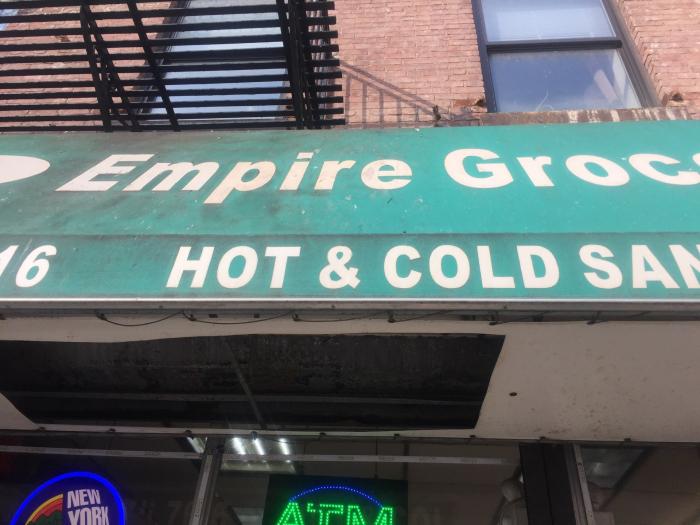 Empire Groc
16 HOT & COLD SAN
NEW
YORK
ATM